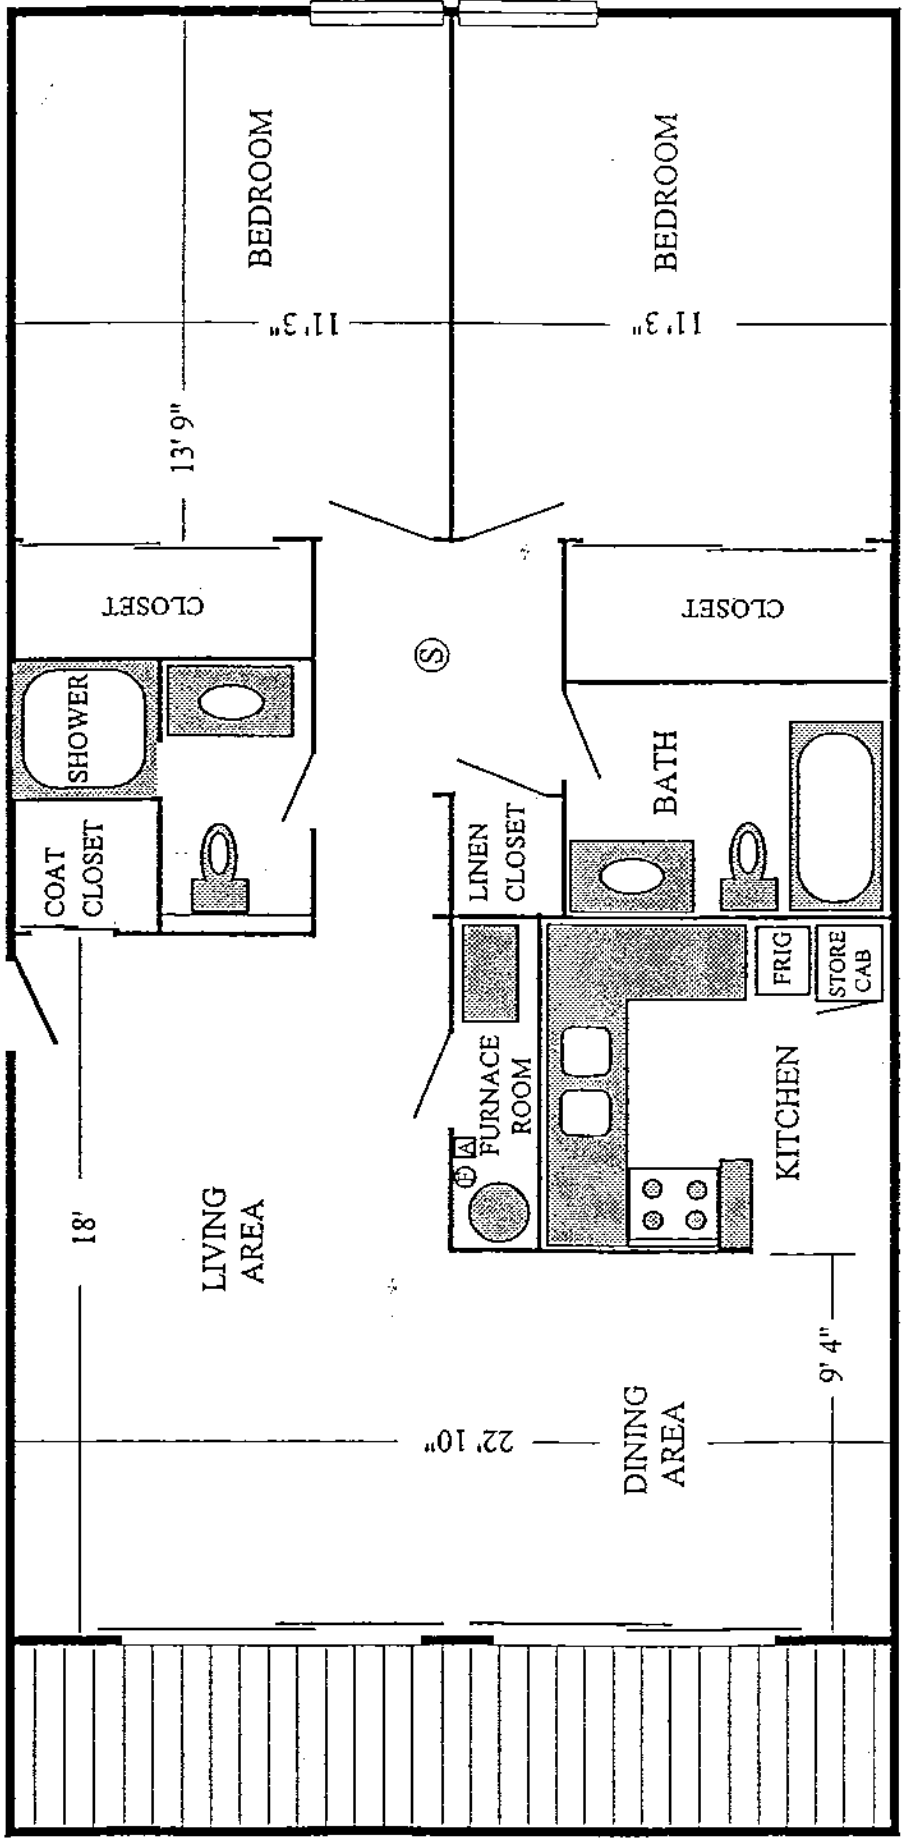 BEDROOM
BEDROOM
11' 3"
11' 3"
13' 9"
CLOSET
CLOSET
S
SHOWER
BATH
COAT
CLOSET
LINEN
CLOSET
FRIG
STORE
CAB
FURNACE
ROOM
KITCHEN
A
F
18'
LIVING
AREA
9' 4"
DINING
AREA
22' 10"